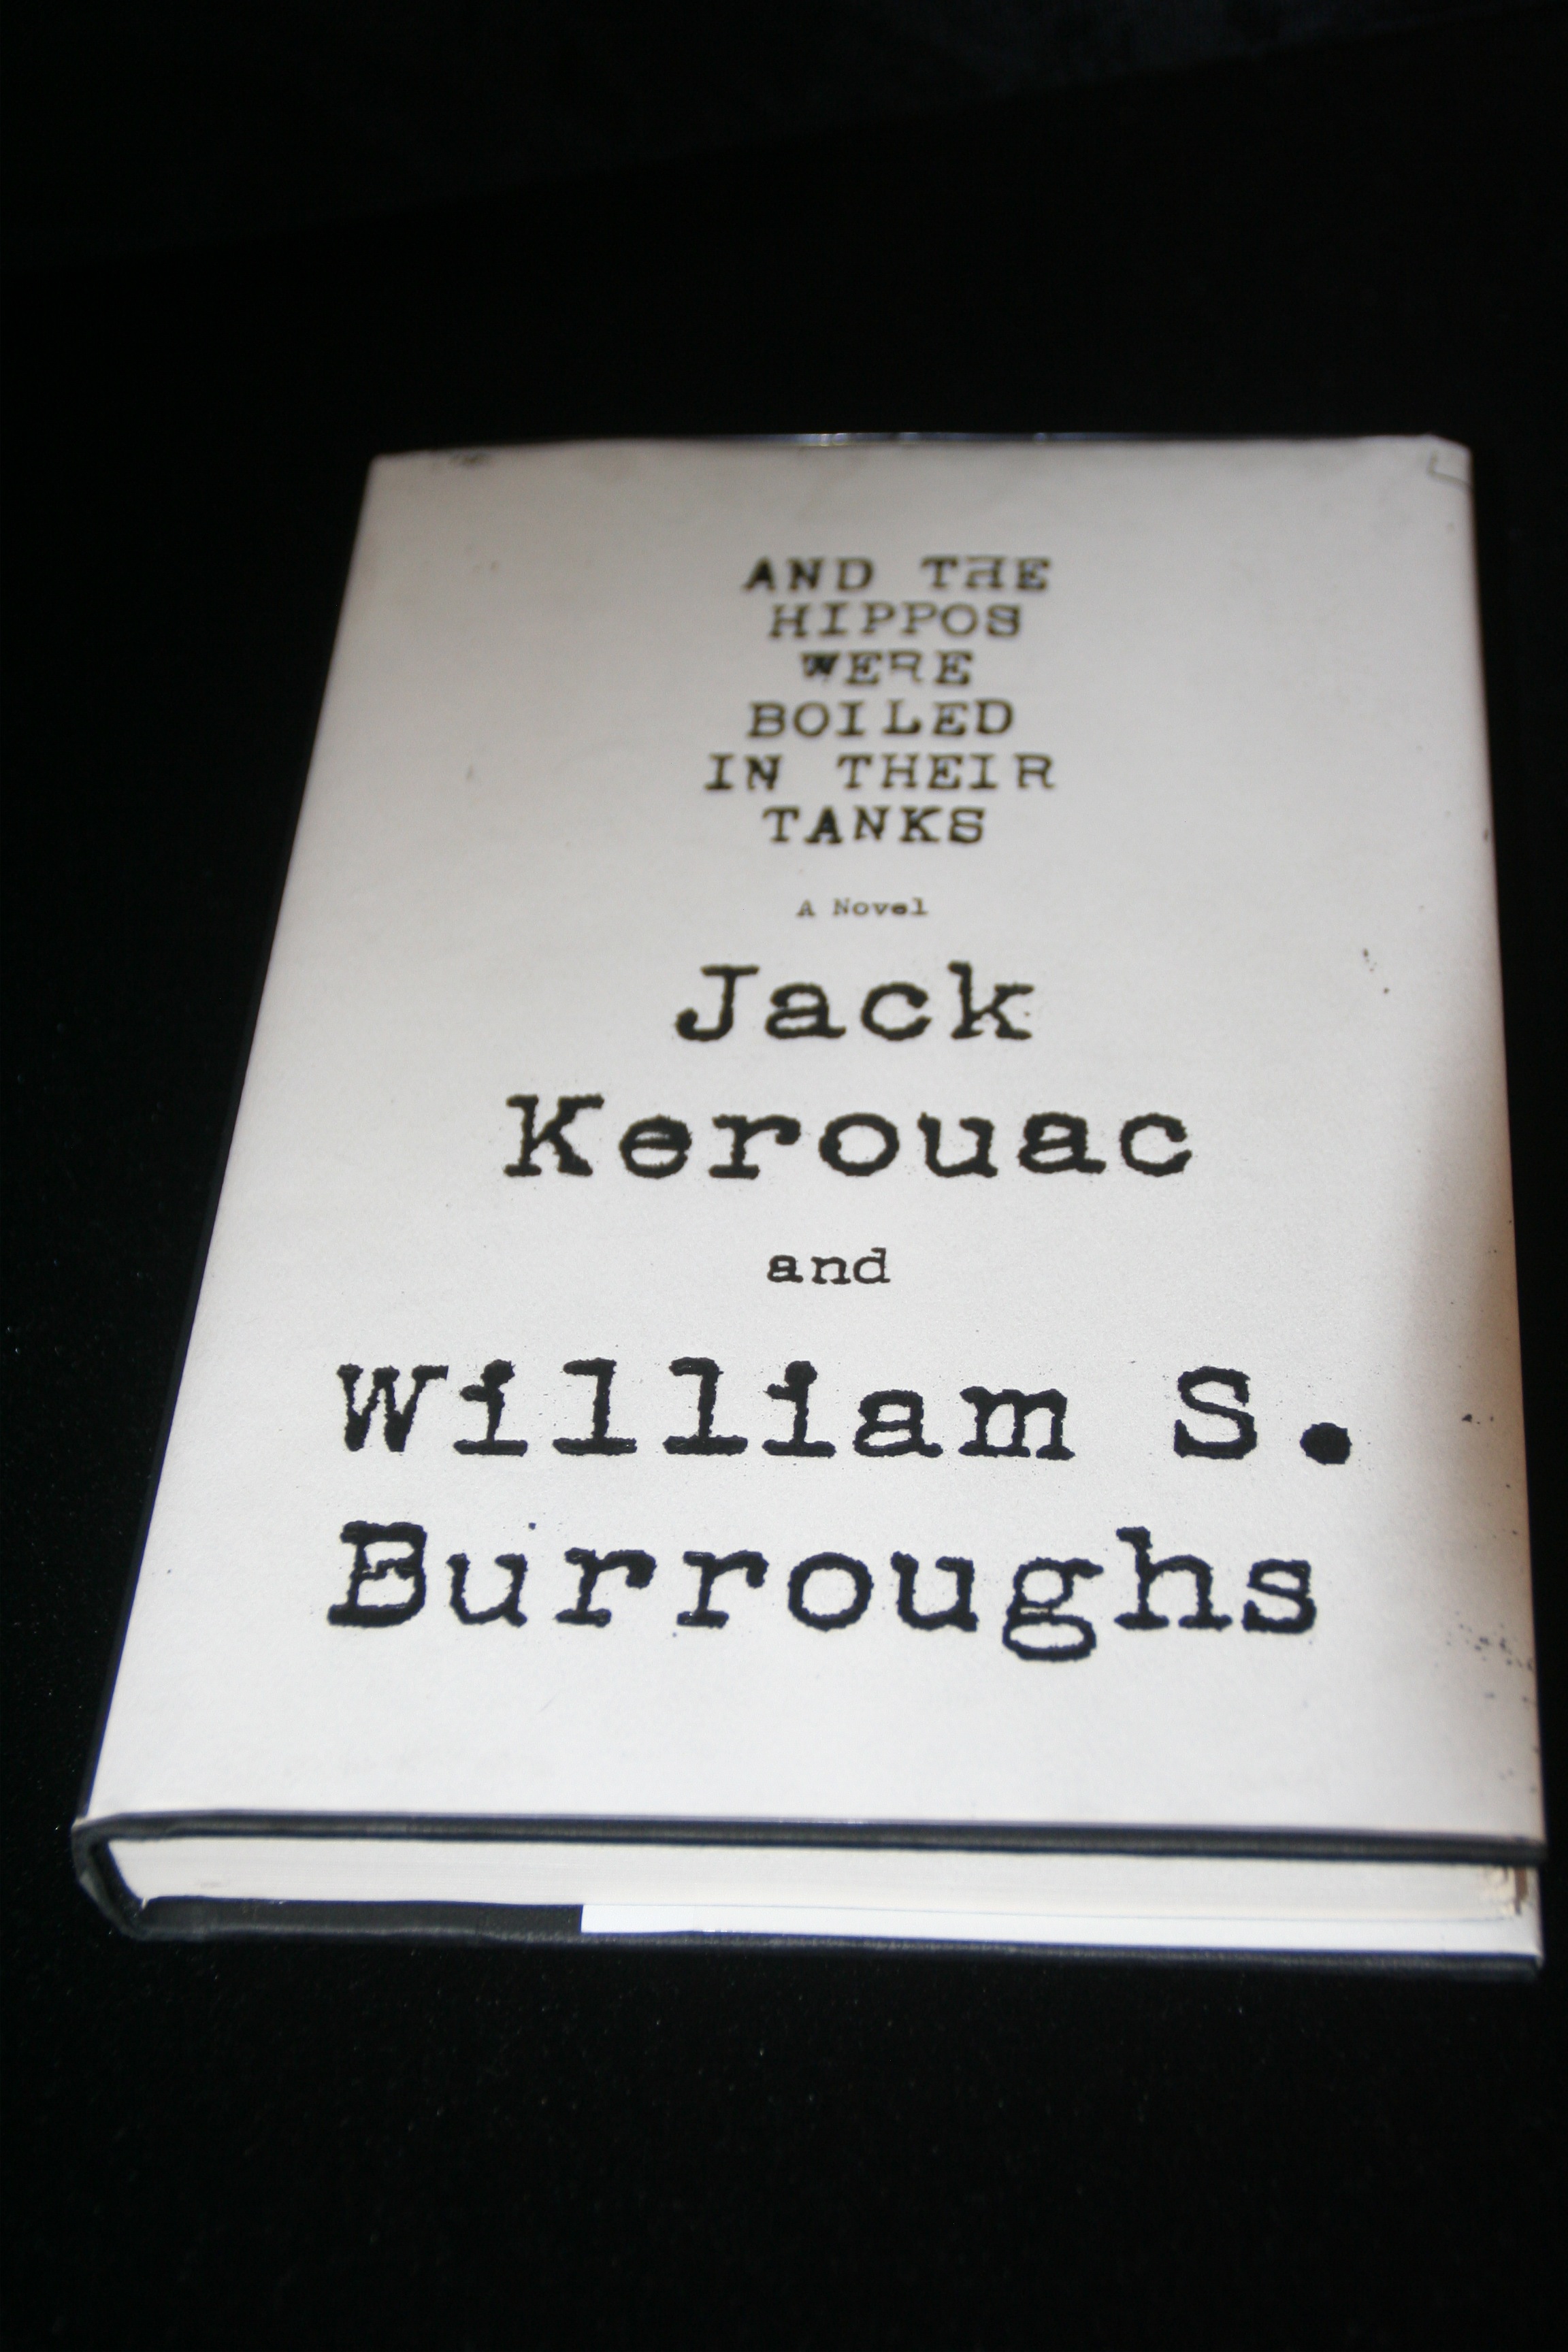 AND THE
HIPPOS
WERE
BOILED
IN THEIR
TANKS
A Novel
Jack
Kerouac
and
William S.
Burroughs